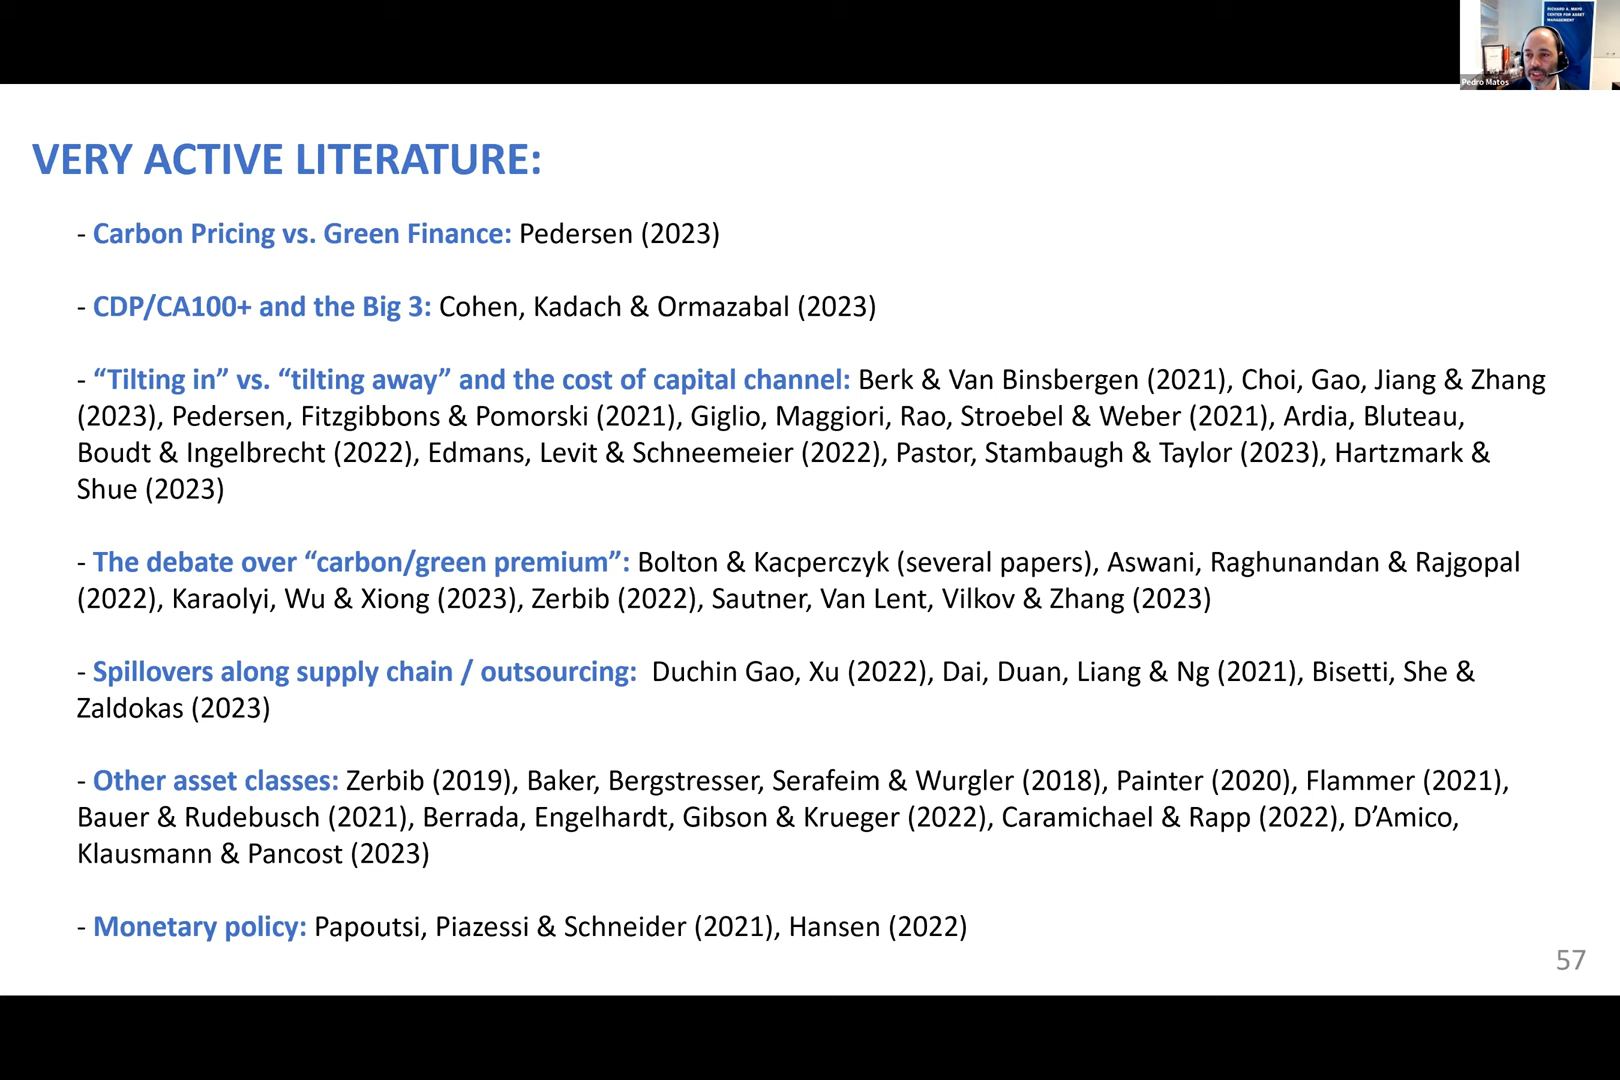 RICHARD A. MAYO
CENTER FOR ASSET
MANAGEMENT
Pedro Matos
VERY ACTIVE LITERATURE:
- Carbon Pricing vs. Green Finance: Pedersen (2023)
- CDP/CA100+ and the Big 3: Cohen, Kadach & Ormazabal (2023)
- “Tilting in” vs. “tilting away” and the cost of capital channel: Berk & Van Binsbergen (2021), Choi, Gao, Jiang & Zhang
(2023), Pedersen, Fitzgibbons & Pomorski (2021), Giglio, Maggiori, Rao, Stroebel & Weber (2021), Ardia, Bluteau,
Boudt & Ingelbrecht (2022), Edmans, Levit & Schneemeier (2022), Pastor, Stambaugh & Taylor (2023), Hartzmark &
Shue (2023)
- The debate over “carbon/green premium”: Bolton & Kacperczyk (several papers), Aswani, Raghunandan & Rajgopal
(2022), Karaolyi, Wu & Xiong (2023), Zerbib (2022), Sautner, Van Lent, Vilkov & Zhang (2023)
- Spillovers along supply chain / outsourcing: Duchin Gao, Xu (2022), Dai, Duan, Liang & Ng (2021), Bisetti, She &
Zaldokas (2023)
- Other asset classes: Zerbib (2019), Baker, Bergstresser, Serafeim & Wurgler (2018), Painter (2020), Flammer (2021),
Bauer & Rudebusch (2021), Berrada, Engelhardt, Gibson & Krueger (2022), Caramichael & Rapp (2022), D’Amico,
Klausmann & Pancost (2023)
- Monetary policy: Papoutsi, Piazessi & Schneider (2021), Hansen (2022)
57